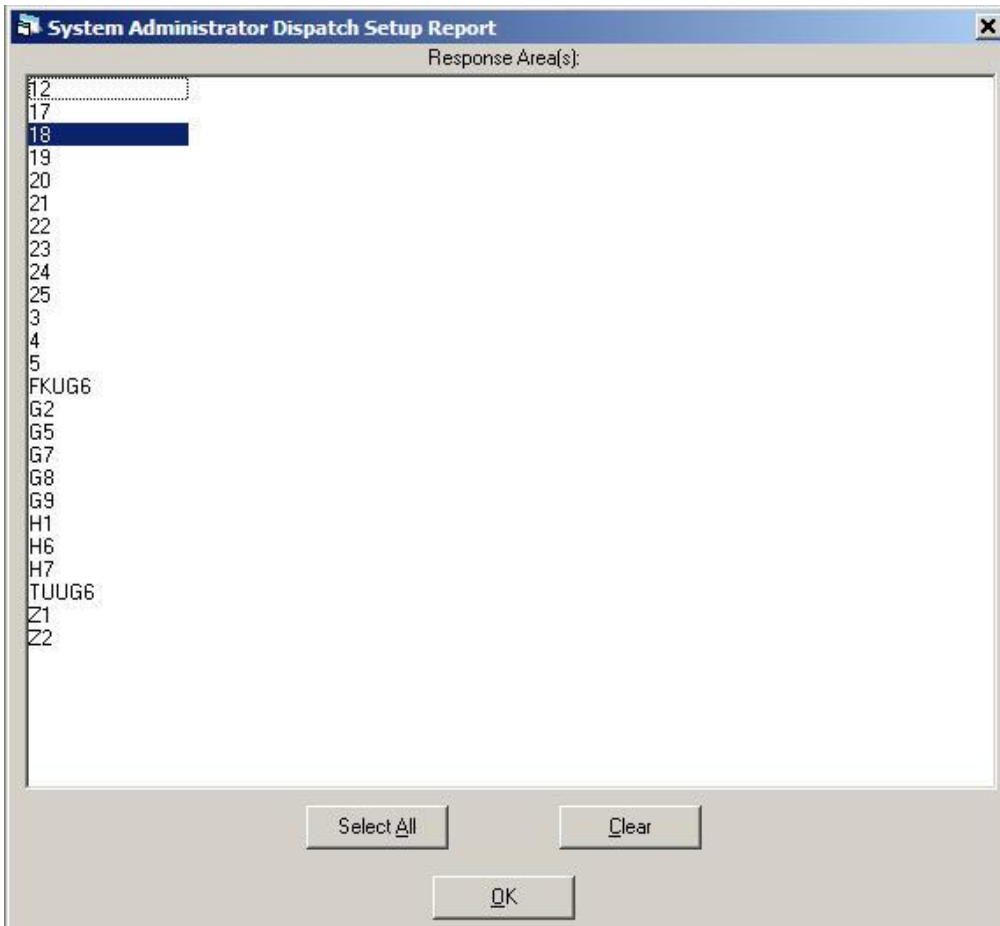 System Administrator Dispatch Setup Report
Response Area(s):
12
17
18
19
20
21
22
23
24
25
3
4
5
FKUG6
G2
G5
G7
G8
G9
H1
H6
H7
TUUG6
Z1
Z2
Select All
Clear
OK